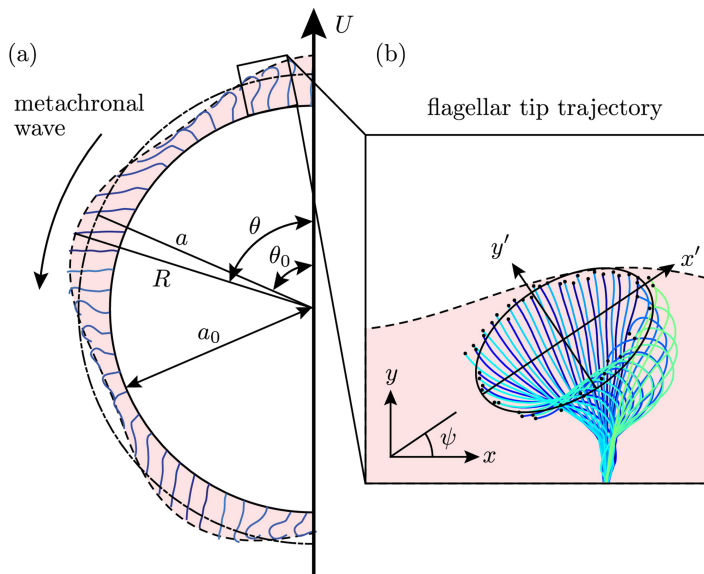 (a)
U
(b)
metachronal
wave
flagellar tip trajectory
θ
a
θ₀
R
a₀
y′
x′
y
ψ
x